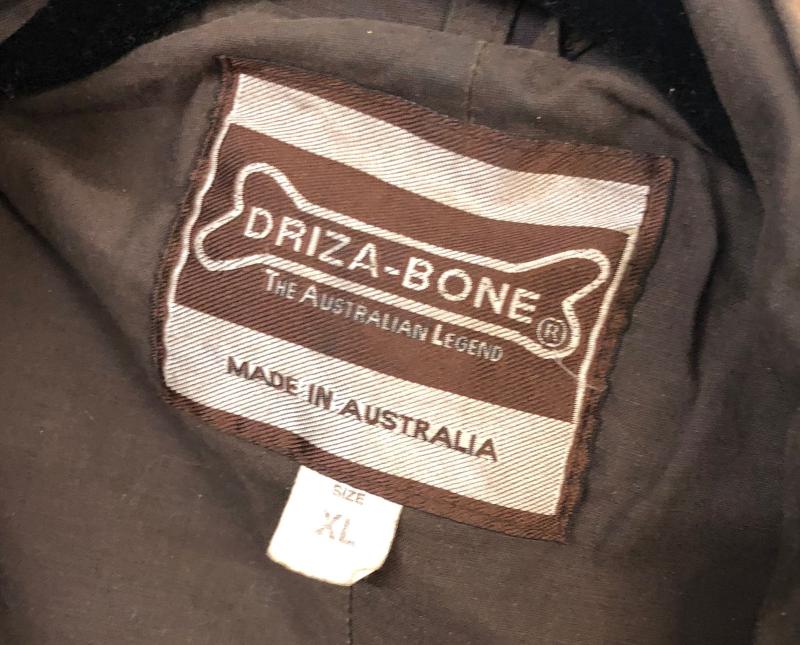 DRIZA-BONE®
THE AUSTRALIAN LEGEND
MADE IN AUSTRALIA
SIZE
XL